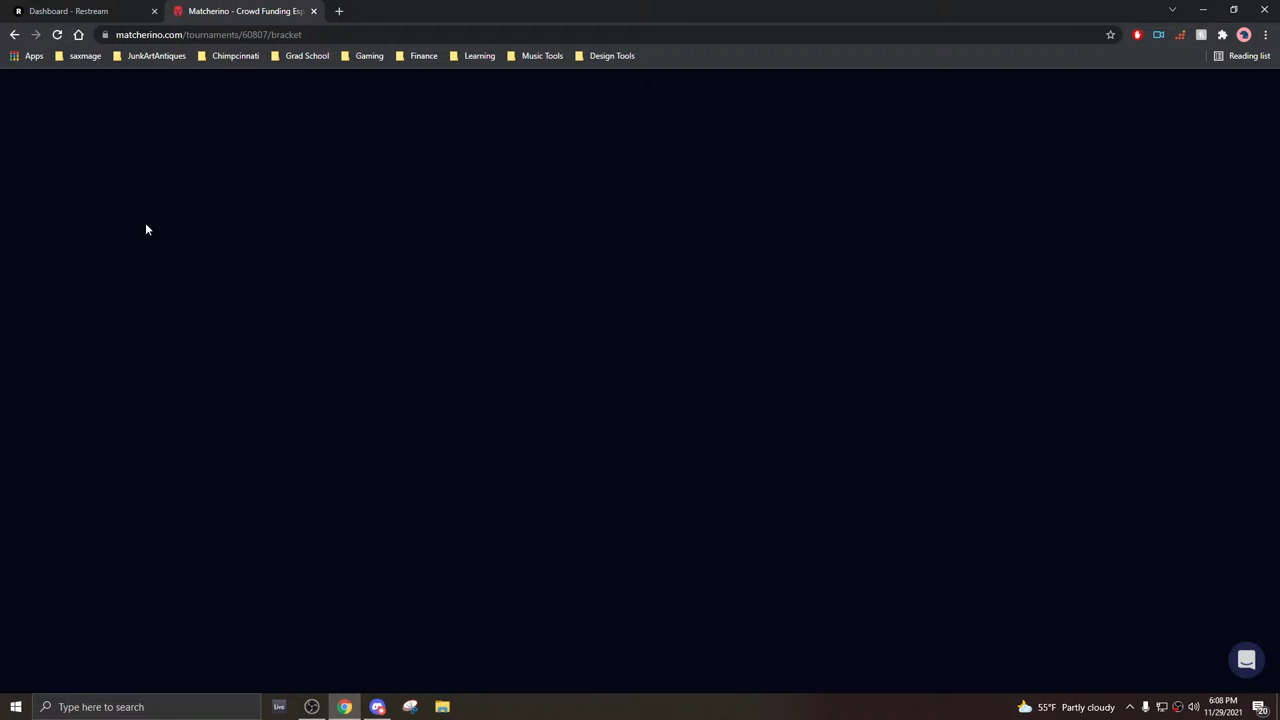 Dashboard - Restream
Matcherino - Crowd Funding Esp
matcherino.com/tournaments/60807/bracket
Apps saxmage JunkArtAntiques Chimpcinnati Grad School Gaming Finance Learning Music Tools Design Tools Reading list
Type here to search
Live
55°F Partly cloudy
6:08 PM
11/29/2021
20